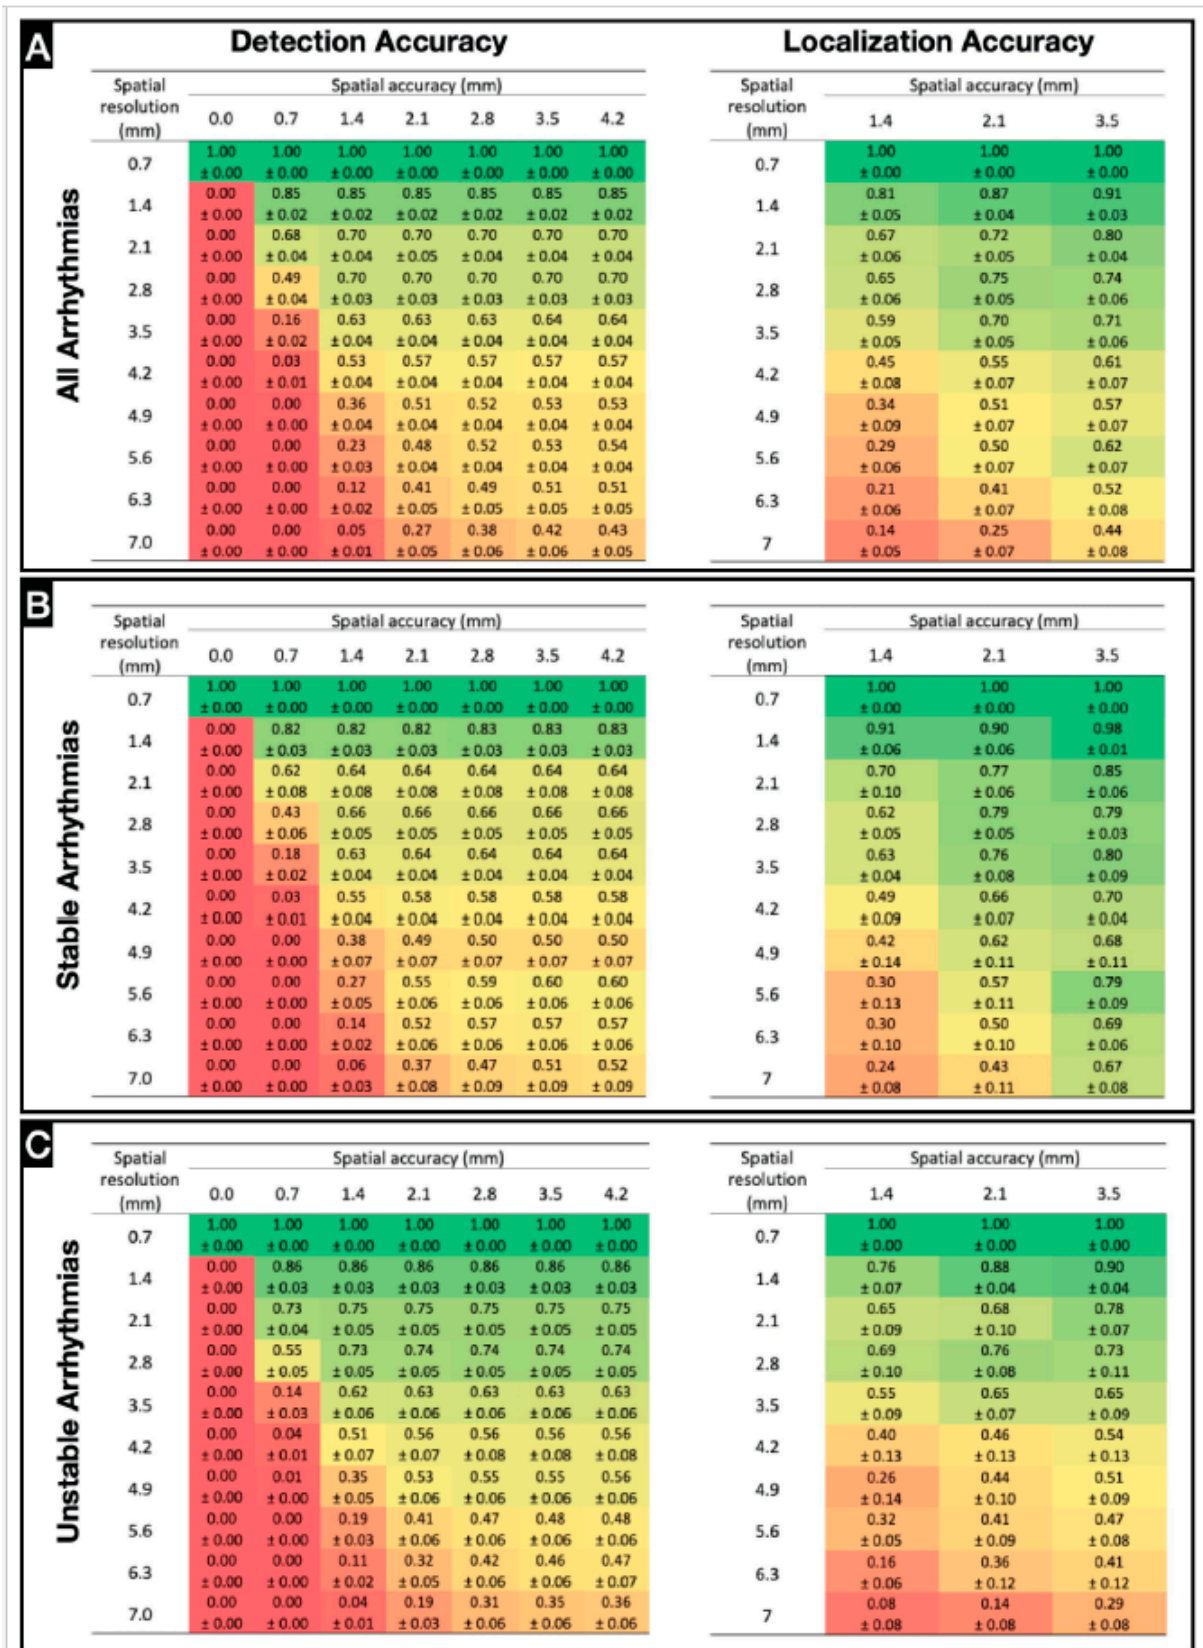 A
Detection Accuracy Localization Accuracy
All Arrhythmias
Spatial resolution (mm) Spatial accuracy (mm) Spatial resolution (mm) Spatial accuracy (mm)
0.0 0.7 1.4 2.1 2.8 3.5 4.2 1.4 2.1 3.5
0.7 1.00 1.00 1.00 1.00 1.00 1.00 1.00 0.7 1.00 1.00 1.00
± 0.00 ± 0.00 ± 0.00 ± 0.00 ± 0.00 ± 0.00 ± 0.00 ± 0.00 ± 0.00 ± 0.00
1.4 0.00 0.85 0.85 0.85 0.85 0.85 0.85 1.4 0.81 0.87 0.91
± 0.00 ± 0.02 ± 0.02 ± 0.02 ± 0.02 ± 0.02 ± 0.02 ± 0.05 ± 0.04 ± 0.03
2.1 0.00 0.68 0.70 0.70 0.70 0.70 0.70 2.1 0.67 0.72 0.80
± 0.00 ± 0.04 ± 0.04 ± 0.05 ± 0.04 ± 0.04 ± 0.04 ± 0.06 ± 0.05 ± 0.04
2.8 0.00 0.49 0.70 0.70 0.70 0.70 0.70 2.8 0.65 0.75 0.74
± 0.00 ± 0.04 ± 0.03 ± 0.03 ± 0.03 ± 0.03 ± 0.03 ± 0.06 ± 0.05 ± 0.06
3.5 0.00 0.16 0.63 0.63 0.63 0.64 0.64 3.5 0.59 0.70 0.71
± 0.00 ± 0.02 ± 0.04 ± 0.04 ± 0.04 ± 0.04 ± 0.04 ± 0.05 ± 0.05 ± 0.06
4.2 0.00 0.03 0.53 0.57 0.57 0.57 0.57 4.2 0.45 0.55 0.61
± 0.00 ± 0.01 ± 0.04 ± 0.04 ± 0.04 ± 0.04 ± 0.04 ± 0.08 ± 0.07 ± 0.07
4.9 0.00 0.00 0.36 0.51 0.52 0.53 0.53 4.9 0.34 0.51 0.57
± 0.00 ± 0.00 ± 0.04 ± 0.04 ± 0.04 ± 0.04 ± 0.04 ± 0.09 ± 0.07 ± 0.07
5.6 0.00 0.00 0.23 0.48 0.52 0.53 0.54 5.6 0.29 0.50 0.62
± 0.00 ± 0.00 ± 0.03 ± 0.04 ± 0.04 ± 0.04 ± 0.04 ± 0.06 ± 0.07 ± 0.07
6.3 0.00 0.00 0.12 0.41 0.49 0.51 0.51 6.3 0.21 0.41 0.52
± 0.00 ± 0.00 ± 0.02 ± 0.05 ± 0.05 ± 0.05 ± 0.05 ± 0.06 ± 0.07 ± 0.08
7.0 0.00 0.00 0.05 0.27 0.38 0.42 0.43 7 0.14 0.25 0.44
± 0.00 ± 0.00 ± 0.01 ± 0.05 ± 0.06 ± 0.06 ± 0.05 ± 0.05 ± 0.07 ± 0.08
B
Stable Arrhythmias
Spatial resolution (mm) Spatial accuracy (mm) Spatial resolution (mm) Spatial accuracy (mm)
0.0 0.7 1.4 2.1 2.8 3.5 4.2 1.4 2.1 3.5
0.7 1.00 1.00 1.00 1.00 1.00 1.00 1.00 0.7 1.00 1.00 1.00
± 0.00 ± 0.00 ± 0.00 ± 0.00 ± 0.00 ± 0.00 ± 0.00 ± 0.00 ± 0.00 ± 0.00
1.4 0.00 0.82 0.82 0.82 0.83 0.83 0.83 1.4 0.91 0.90 0.98
± 0.00 ± 0.03 ± 0.03 ± 0.03 ± 0.03 ± 0.03 ± 0.03 ± 0.06 ± 0.06 ± 0.01
2.1 0.00 0.62 0.64 0.64 0.64 0.64 0.64 2.1 0.70 0.77 0.85
± 0.00 ± 0.08 ± 0.08 ± 0.08 ± 0.08 ± 0.08 ± 0.08 ± 0.10 ± 0.06 ± 0.06
2.8 0.00 0.43 0.66 0.66 0.66 0.66 0.66 2.8 0.62 0.79 0.79
± 0.00 ± 0.06 ± 0.05 ± 0.05 ± 0.05 ± 0.05 ± 0.05 ± 0.05 ± 0.05 ± 0.03
3.5 0.00 0.18 0.63 0.64 0.64 0.64 0.64 3.5 0.63 0.76 0.80
± 0.00 ± 0.02 ± 0.04 ± 0.04 ± 0.04 ± 0.04 ± 0.04 ± 0.04 ± 0.08 ± 0.09
4.2 0.00 0.03 0.55 0.58 0.58 0.58 0.58 4.2 0.49 0.66 0.70
± 0.00 ± 0.01 ± 0.04 ± 0.04 ± 0.04 ± 0.04 ± 0.04 ± 0.09 ± 0.07 ± 0.04
4.9 0.00 0.00 0.38 0.49 0.50 0.50 0.50 4.9 0.42 0.62 0.68
± 0.00 ± 0.00 ± 0.07 ± 0.07 ± 0.07 ± 0.07 ± 0.07 ± 0.14 ± 0.11 ± 0.11
5.6 0.00 0.00 0.27 0.55 0.59 0.60 0.60 5.6 0.30 0.57 0.79
± 0.00 ± 0.00 ± 0.05 ± 0.06 ± 0.06 ± 0.06 ± 0.06 ± 0.13 ± 0.11 ± 0.09
6.3 0.00 0.00 0.14 0.52 0.57 0.57 0.57 6.3 0.30 0.50 0.69
± 0.00 ± 0.00 ± 0.02 ± 0.06 ± 0.06 ± 0.06 ± 0.06 ± 0.10 ± 0.10 ± 0.06
7.0 0.00 0.00 0.06 0.37 0.47 0.51 0.52 7 0.24 0.43 0.67
± 0.00 ± 0.00 ± 0.03 ± 0.08 ± 0.09 ± 0.09 ± 0.09 ± 0.08 ± 0.11 ± 0.08
C
Unstable Arrhythmias
Spatial resolution (mm) Spatial accuracy (mm) Spatial resolution (mm) Spatial accuracy (mm)
0.0 0.7 1.4 2.1 2.8 3.5 4.2 1.4 2.1 3.5
0.7 1.00 1.00 1.00 1.00 1.00 1.00 1.00 0.7 1.00 1.00 1.00
± 0.00 ± 0.00 ± 0.00 ± 0.00 ± 0.00 ± 0.00 ± 0.00 ± 0.00 ± 0.00 ± 0.00
1.4 0.00 0.86 0.86 0.86 0.86 0.86 0.86 1.4 0.76 0.88 0.90
± 0.00 ± 0.03 ± 0.03 ± 0.03 ± 0.03 ± 0.03 ± 0.03 ± 0.07 ± 0.04 ± 0.04
2.1 0.00 0.73 0.75 0.75 0.75 0.75 0.75 2.1 0.65 0.68 0.78
± 0.00 ± 0.04 ± 0.05 ± 0.05 ± 0.05 ± 0.05 ± 0.05 ± 0.09 ± 0.10 ± 0.07
2.8 0.00 0.55 0.73 0.74 0.74 0.74 0.74 2.8 0.69 0.76 0.73
± 0.00 ± 0.05 ± 0.05 ± 0.05 ± 0.05 ± 0.05 ± 0.05 ± 0.10 ± 0.08 ± 0.11
3.5 0.00 0.14 0.62 0.63 0.63 0.63 0.63 3.5 0.55 0.65 0.65
± 0.00 ± 0.03 ± 0.06 ± 0.06 ± 0.06 ± 0.06 ± 0.06 ± 0.09 ± 0.07 ± 0.09
4.2 0.00 0.04 0.51 0.56 0.56 0.56 0.56 4.2 0.40 0.46 0.54
± 0.00 ± 0.01 ± 0.07 ± 0.07 ± 0.08 ± 0.08 ± 0.08 ± 0.13 ± 0.13 ± 0.13
4.9 0.00 0.01 0.35 0.53 0.55 0.55 0.56 4.9 0.26 0.44 0.51
± 0.00 ± 0.00 ± 0.05 ± 0.06 ± 0.06 ± 0.06 ± 0.06 ± 0.14 ± 0.10 ± 0.09
5.6 0.00 0.00 0.19 0.41 0.47 0.48 0.48 5.6 0.32 0.41 0.47
± 0.00 ± 0.00 ± 0.03 ± 0.06 ± 0.06 ± 0.06 ± 0.06 ± 0.05 ± 0.09 ± 0.08
6.3 0.00 0.00 0.11 0.32 0.42 0.46 0.47 6.3 0.16 0.36 0.41
± 0.00 ± 0.00 ± 0.02 ± 0.05 ± 0.06 ± 0.06 ± 0.07 ± 0.06 ± 0.12 ± 0.12
7.0 0.00 0.00 0.04 0.19 0.31 0.35 0.36 7 0.08 0.14 0.29
± 0.00 ± 0.00 ± 0.01 ± 0.03 ± 0.06 ± 0.06 ± 0.06 ± 0.08 ± 0.08 ± 0.08